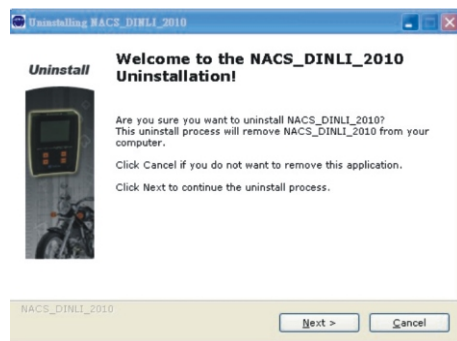 Uninstalling NACS_DINLI_2010
Uninstall
Welcome to the NACS_DINLI_2010
Uninstallation!
Are you sure you want to uninstall NACS_DINLI_2010?
This uninstall process will remove NACS_DINLI_2010 from your
computer.
Click Cancel if you do not want to remove this application.
Click Next to continue the uninstall process.
NACS_DINLI_2010
Next >
Cancel